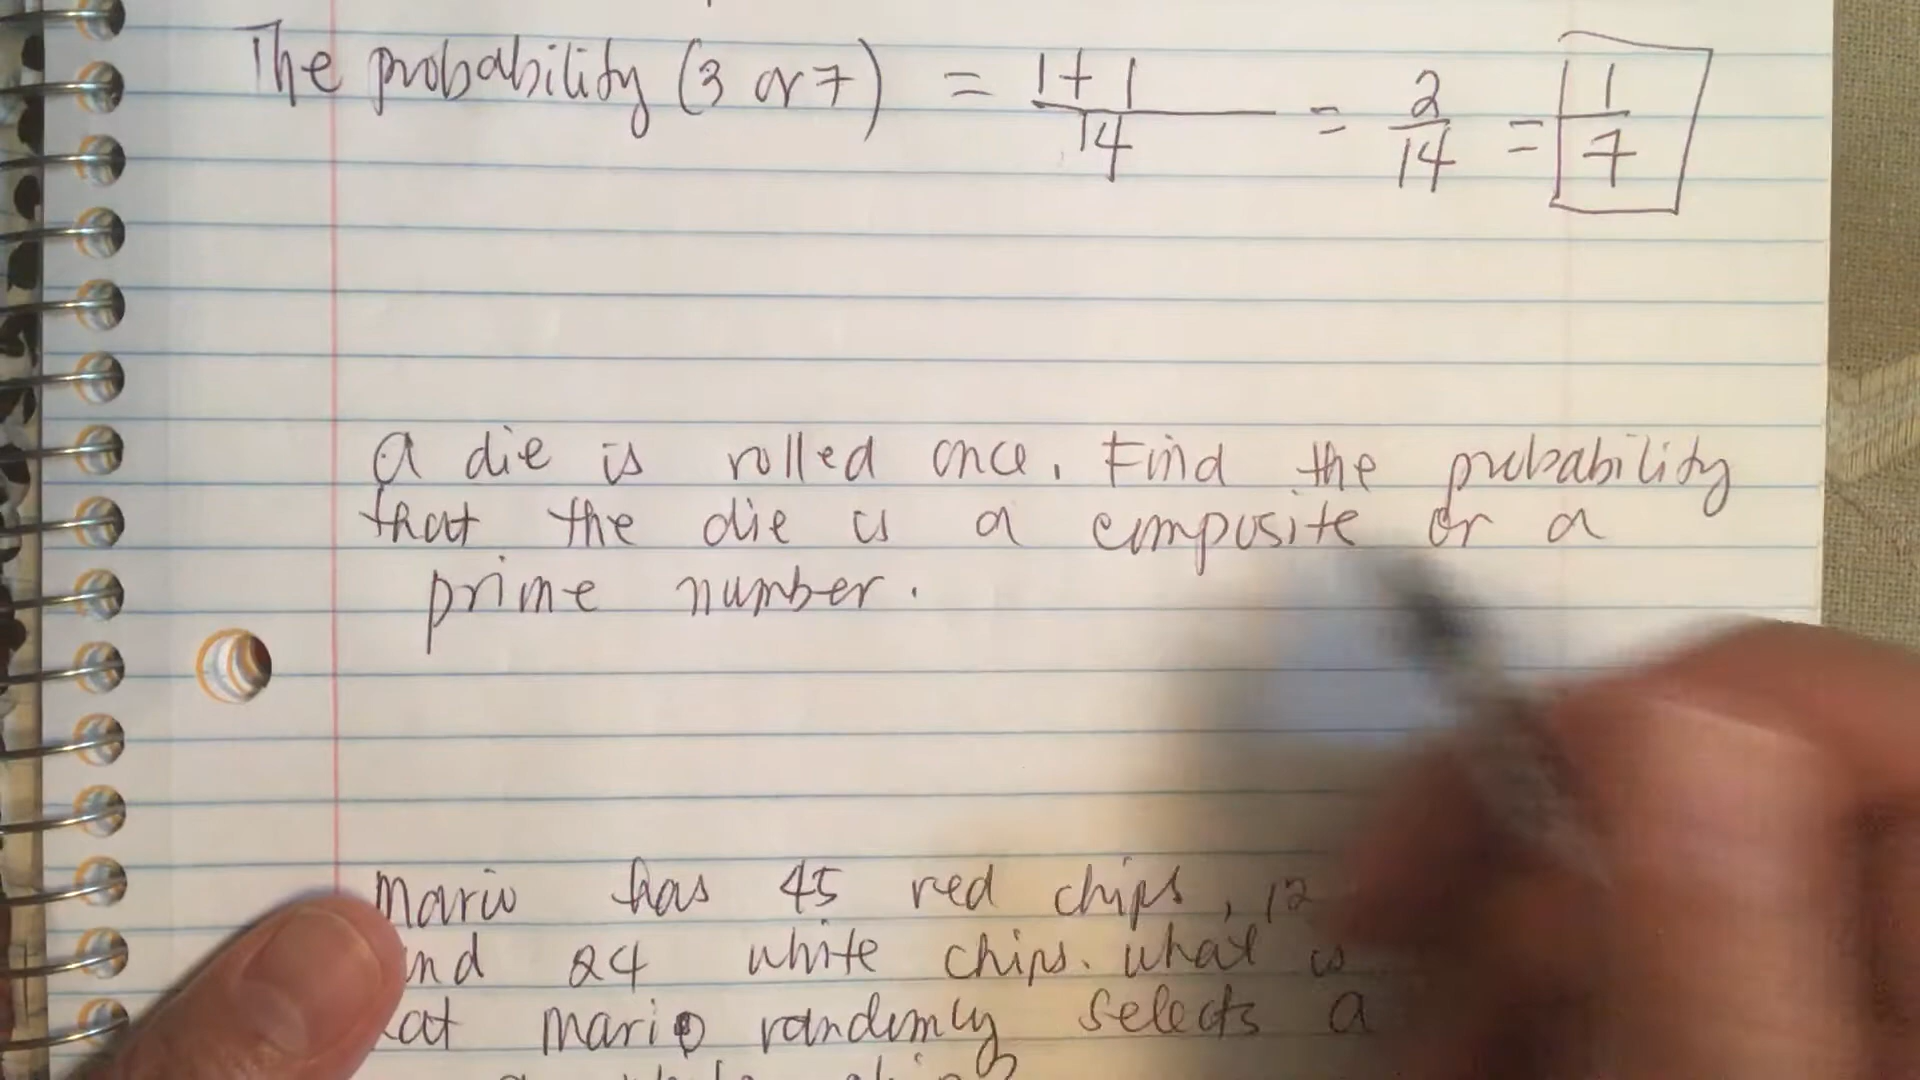 The probability (3 or 7) = 1+1/14 = 2/14 = 1/7
a die is rolled once. Find the probability
that the die is a composite or a
prime number.
Mario has 45 red chips, 12
and 24 white chips. what is
at mario randomly selects a